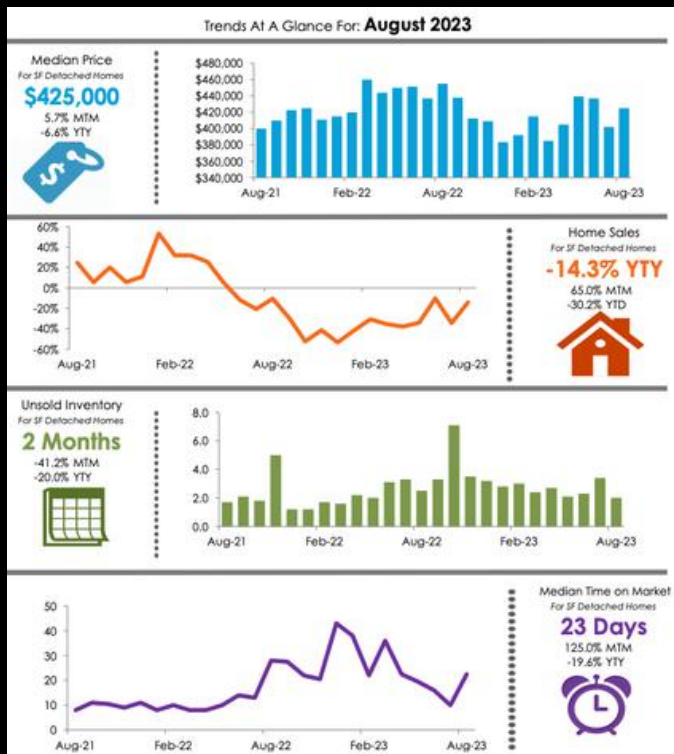 Trends At A Glance For: August 2023
Median Price
For SF Detached Homes
$425,000
5.7% MTM
-6.6% YTY
$
$480,000
$460,000
$440,000
$420,000
$400,000
$380,000
$360,000
$340,000
Aug-21 Feb-22 Aug-22 Feb-23 Aug-23
60%
40%
20%
0%
-20%
-40%
-60%
Aug-21 Feb-22 Aug-22 Feb-23 Aug-23
Home Sales
For SF Detached Homes
-14.3% YTY
65.0% MTM
-30.2% YTD
Unsold Inventory
For SF Detached Homes
2 Months
-41.2% MTM
-20.0% YTY
8.0
6.0
4.0
2.0
0.0
Aug-21 Feb-22 Aug-22 Feb-23 Aug-23
50
40
30
20
10
0
Aug-21 Feb-22 Aug-22 Feb-23 Aug-23
Median Time on Market
For SF Detached Homes
23 Days
125.0% MTM
-19.6% YTY